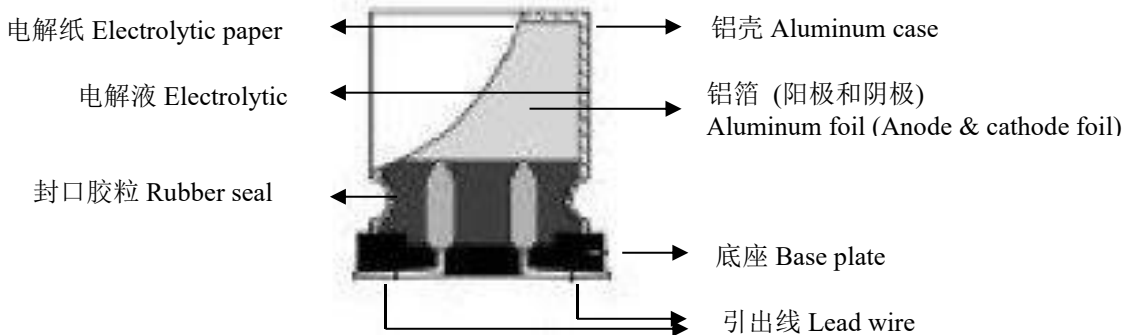 电解纸 Electrolytic paper
铝壳 Aluminum case
电解液 Electrolytic
铝箔 (阳极和阴极)
Aluminum foil (Anode & cathode foil)
封口胶粒 Rubber seal
底座 Base plate
引出线 Lead wire